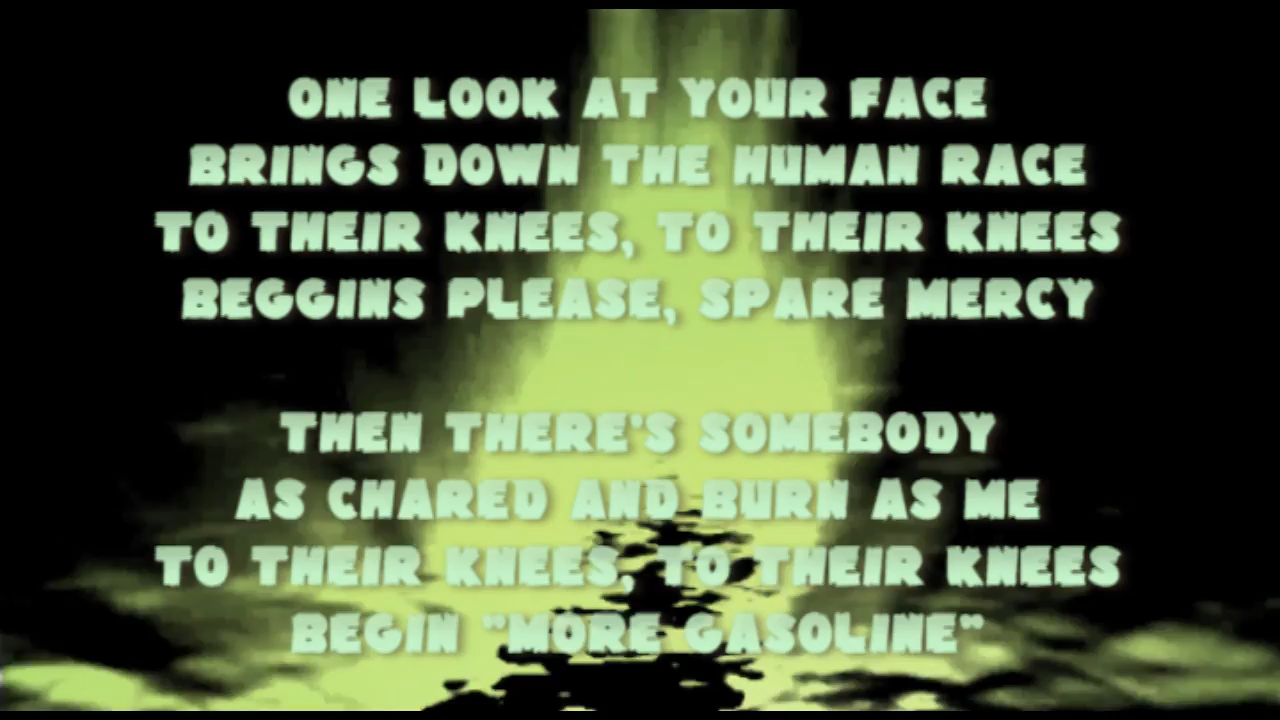 ONE LOOK AT YOUR FACE
BRINGS DOWN THE HUMAN RACE
TO THEIR KNEES, TO THEIR KNEES
BEGGINS PLEASE, SPARE MERCY
THEN THERE'S SOMEBODY
AS CHARED AND BURN AS ME
TO THEIR KNEES, TO THEIR KNEES
BEGIN "MORE GASOLINE"